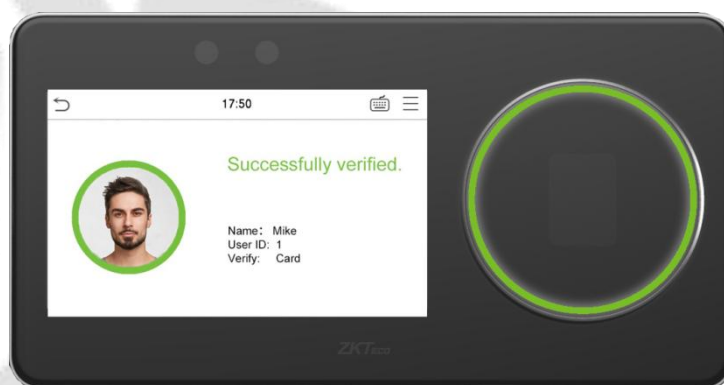 17:50
Successfully verified.
Name: Mike
User ID: 1
Verify: Card
ZKTeco